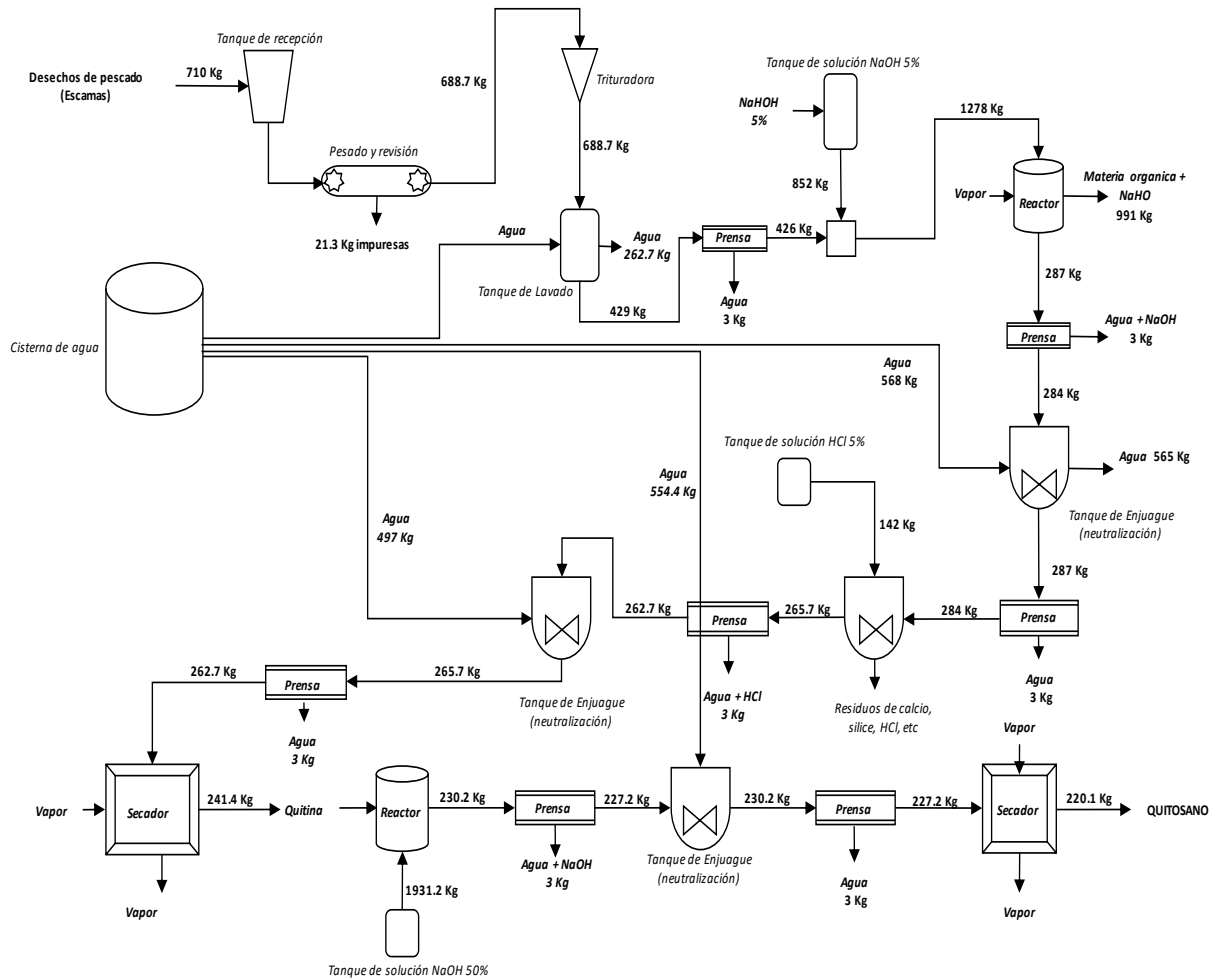 Tanque de recepción
Desechos de pescado
(Escamas)
710 Kg
688.7 Kg
Trituradora
Pesado y revisión
21.3 Kg impuresas
688.7 Kg
Tanque de solución NaOH 5%
NaHOH
5%
852 Kg
1278 Kg
Vapor
Reactor
Materia organica +
NaHO
991 Kg
Agua
Agua
262.7 Kg
Tanque de Lavado
429 Kg
Prensa
426 Kg
Agua
3 Kg
287 Kg
Prensa
Agua + NaOH
3 Kg
284 Kg
Cisterna de agua
Agua
568 Kg
Agua 565 Kg
Tanque de Enjuague
(neutralización)
287 Kg
Tanque de solución HCl 5%
142 Kg
Agua
554.4 Kg
Agua
497 Kg
262.7 Kg
Prensa
265.7 Kg
284 Kg
Prensa
Agua
3 Kg
Agua + HCl
3 Kg
Residuos de calcio,
silice, HCl, etc
Tanque de Enjuague
(neutralización)
265.7 Kg
262.7 Kg
Prensa
Agua
3 Kg
Vapor
Secador
241.4 Kg
Quitina
Vapor
Reactor
230.2 Kg
Prensa
227.2 Kg
Agua + NaOH
3 Kg
1931.2 Kg
Tanque de solución NaOH 50%
Tanque de Enjuague
(neutralización)
230.2 Kg
Prensa
227.2 Kg
Agua
3 Kg
Vapor
Secador
220.1 Kg
QUITOSANO
Vapor